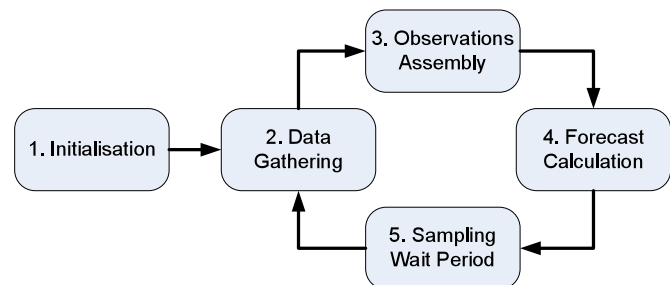 1. Initialisation
2. Data
Gathering
3. Observations
Assembly
4. Forecast
Calculation
5. Sampling
Wait Period